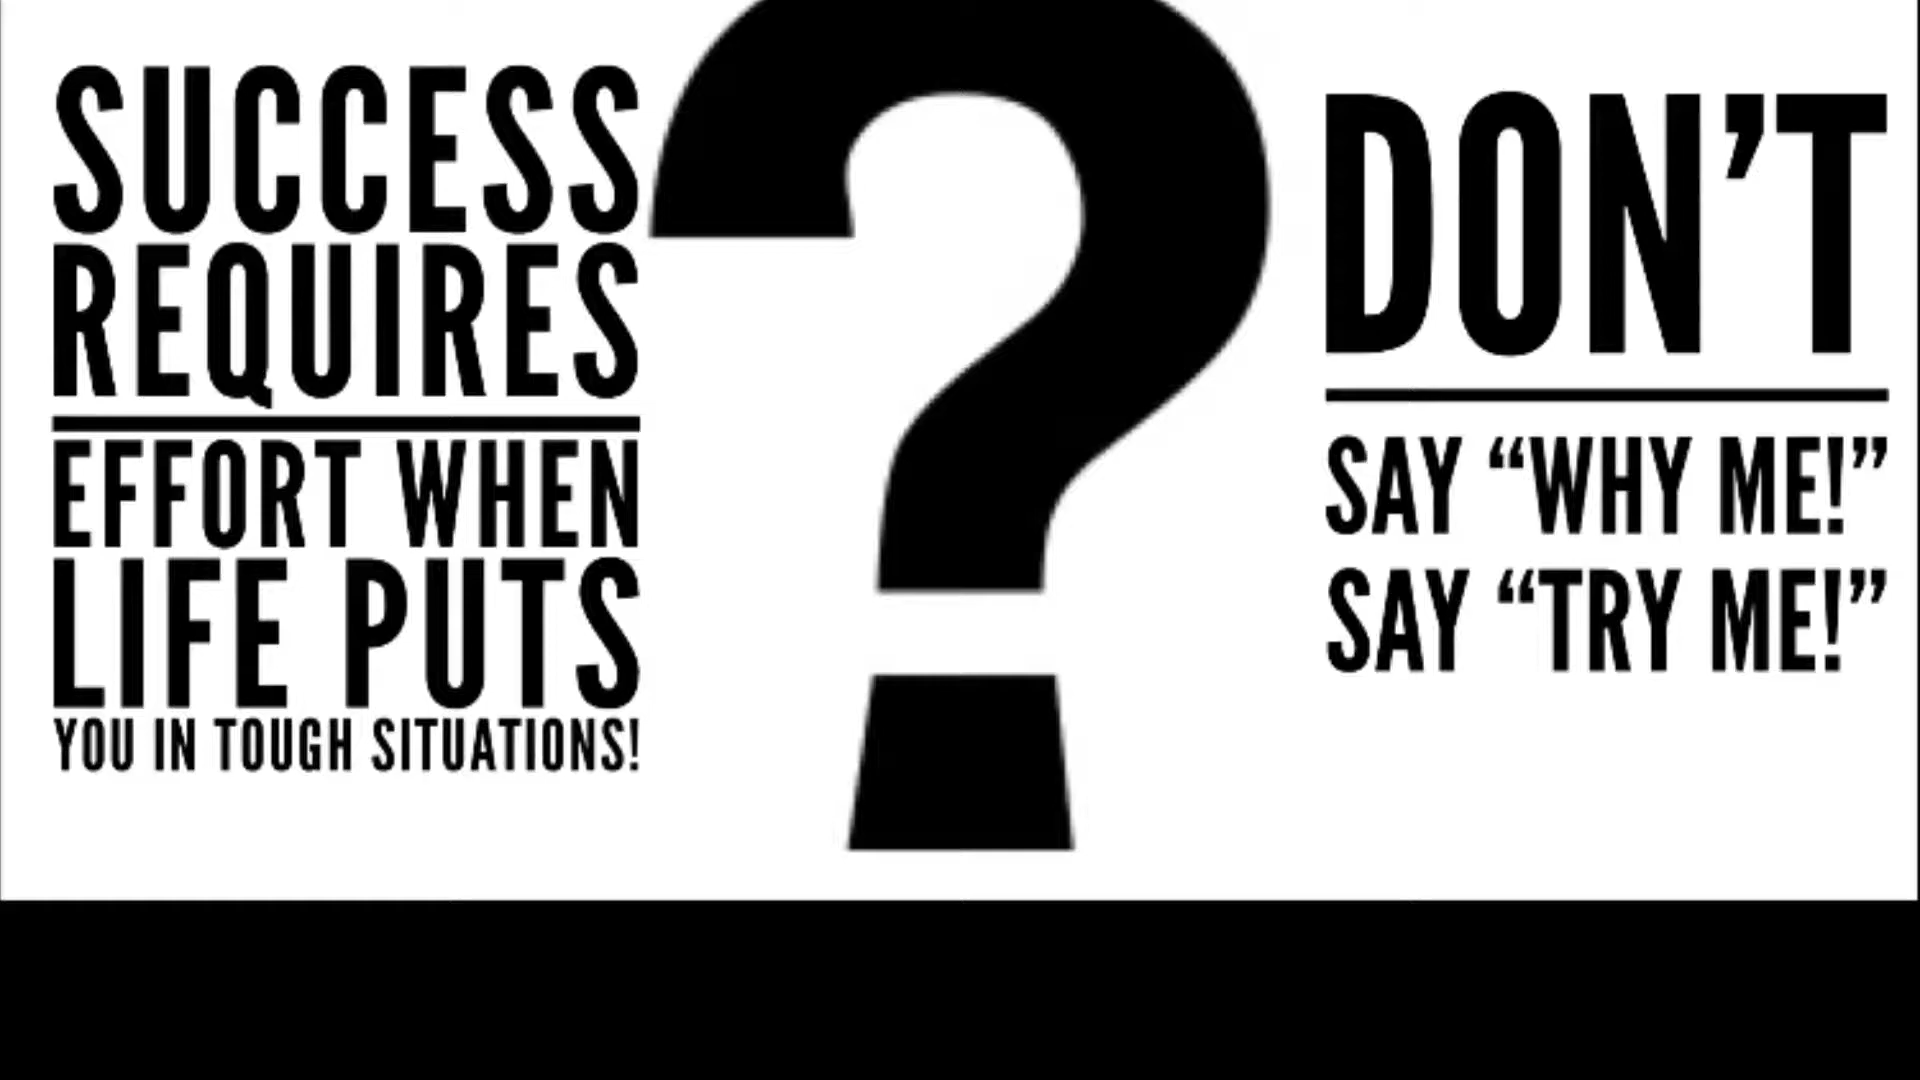 SUCCESS
REQUIRES
EFFORT WHEN
LIFE PUTS
YOU IN TOUGH SITUATIONS!
?
DON’T
SAY “WHY ME!”
SAY “TRY ME!”